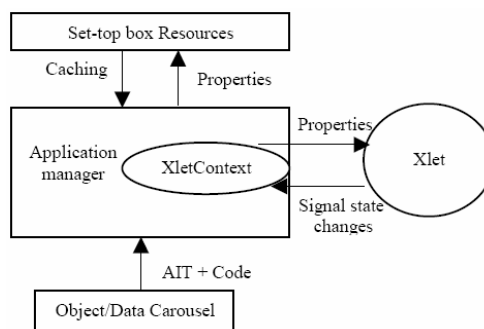 Set-top box Resources
Caching
Properties
Application
manager
XletContext
Properties
Xlet
Signal state
changes
AIT + Code
Object/Data Carousel